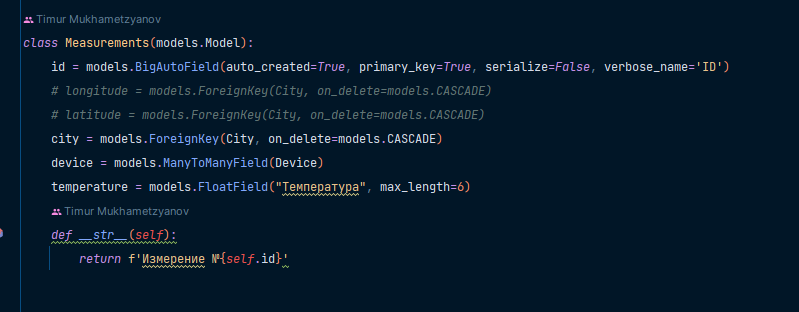 Timur Mukhametzyanov
class Measurements(models.Model):
    id = models.BigAutoField(auto_created=True, primary_key=True, serialize=False, verbose_name='ID')
    # longitude = models.ForeignKey(City, on_delete=models.CASCADE)
    # latitude = models.ForeignKey(City, on_delete=models.CASCADE)
    city = models.ForeignKey(City, on_delete=models.CASCADE)
    device = models.ManyToManyField(Device)
    temperature = models.FloatField("Температура", max_length=6)
    Timur Mukhametzyanov
    def __str__(self):
        return f'Измерение №{self.id}'